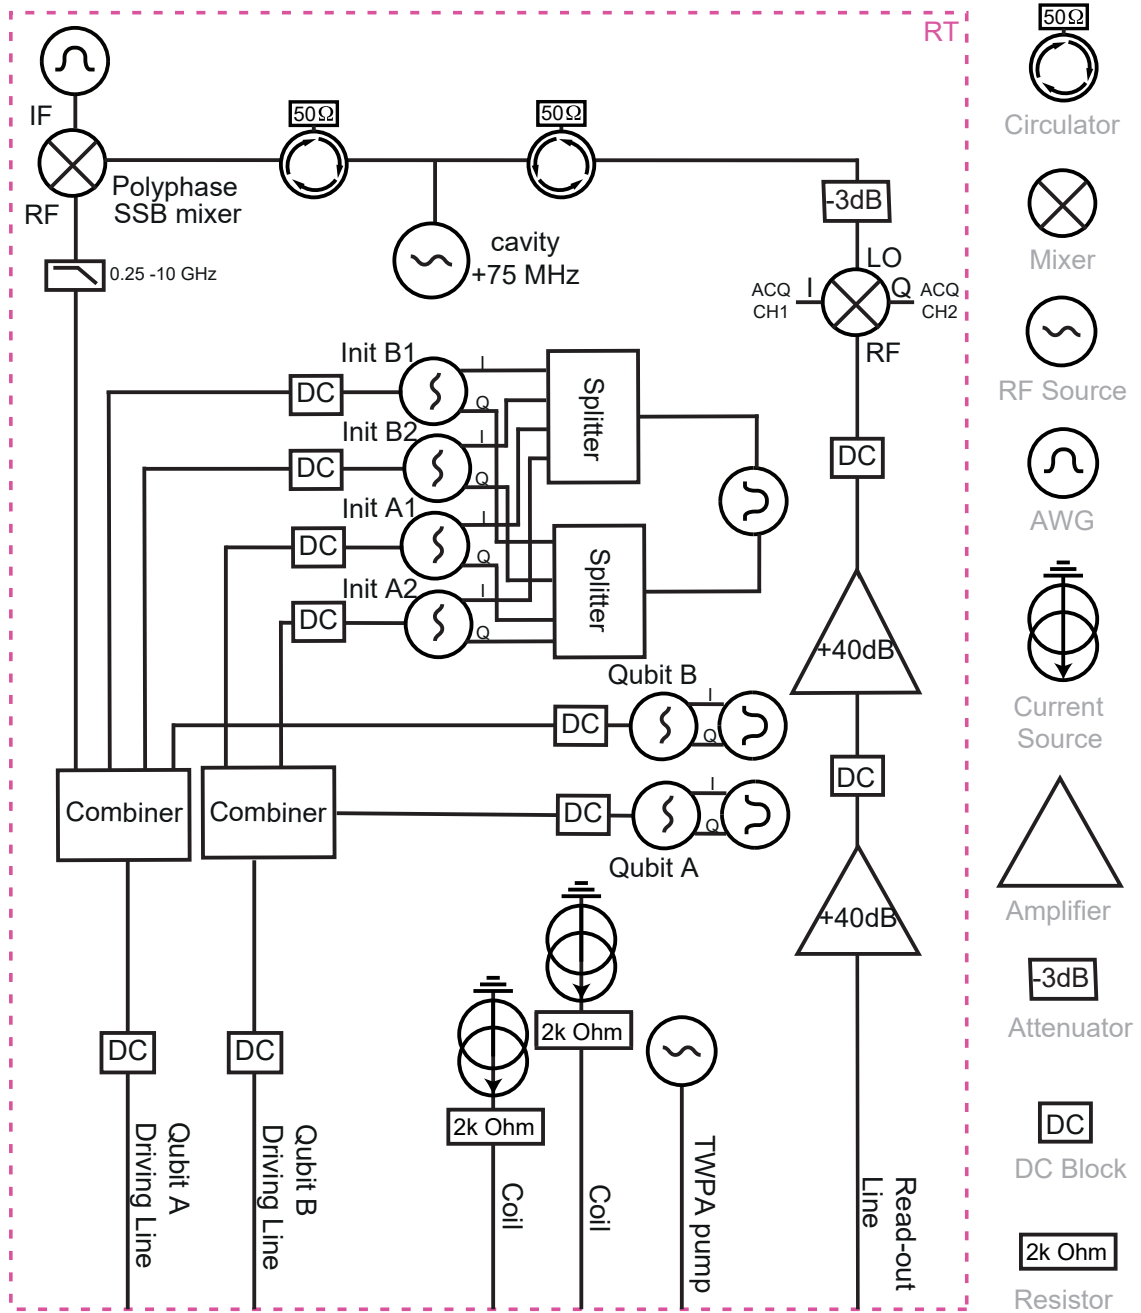 RT
IF
RF
Polyphase
SSB mixer
0.25 -10 GHz
50Ω
50Ω
cavity
+75 MHz
-3dB
LO
ACQ
CH1
I
Q
ACQ
CH2
RF
Init B1
DC
I
Q
Init B2
DC
I
Q
Init A1
DC
I
Q
Init A2
DC
I
Q
Splitter
Splitter
DC
+40dB
DC
+40dB
Qubit B
DC
I
Q
DC
I
Q
Qubit A
Combiner
Combiner
DC
DC
Qubit A
Driving Line
Qubit B
Driving Line
2k Ohm
Coil
2k Ohm
Coil
TWPA pump
Read-out
Line
50Ω
Circulator
Mixer
RF Source
AWG
Current
Source
Amplifier
-3dB
Attenuator
DC
DC Block
2k Ohm
Resistor